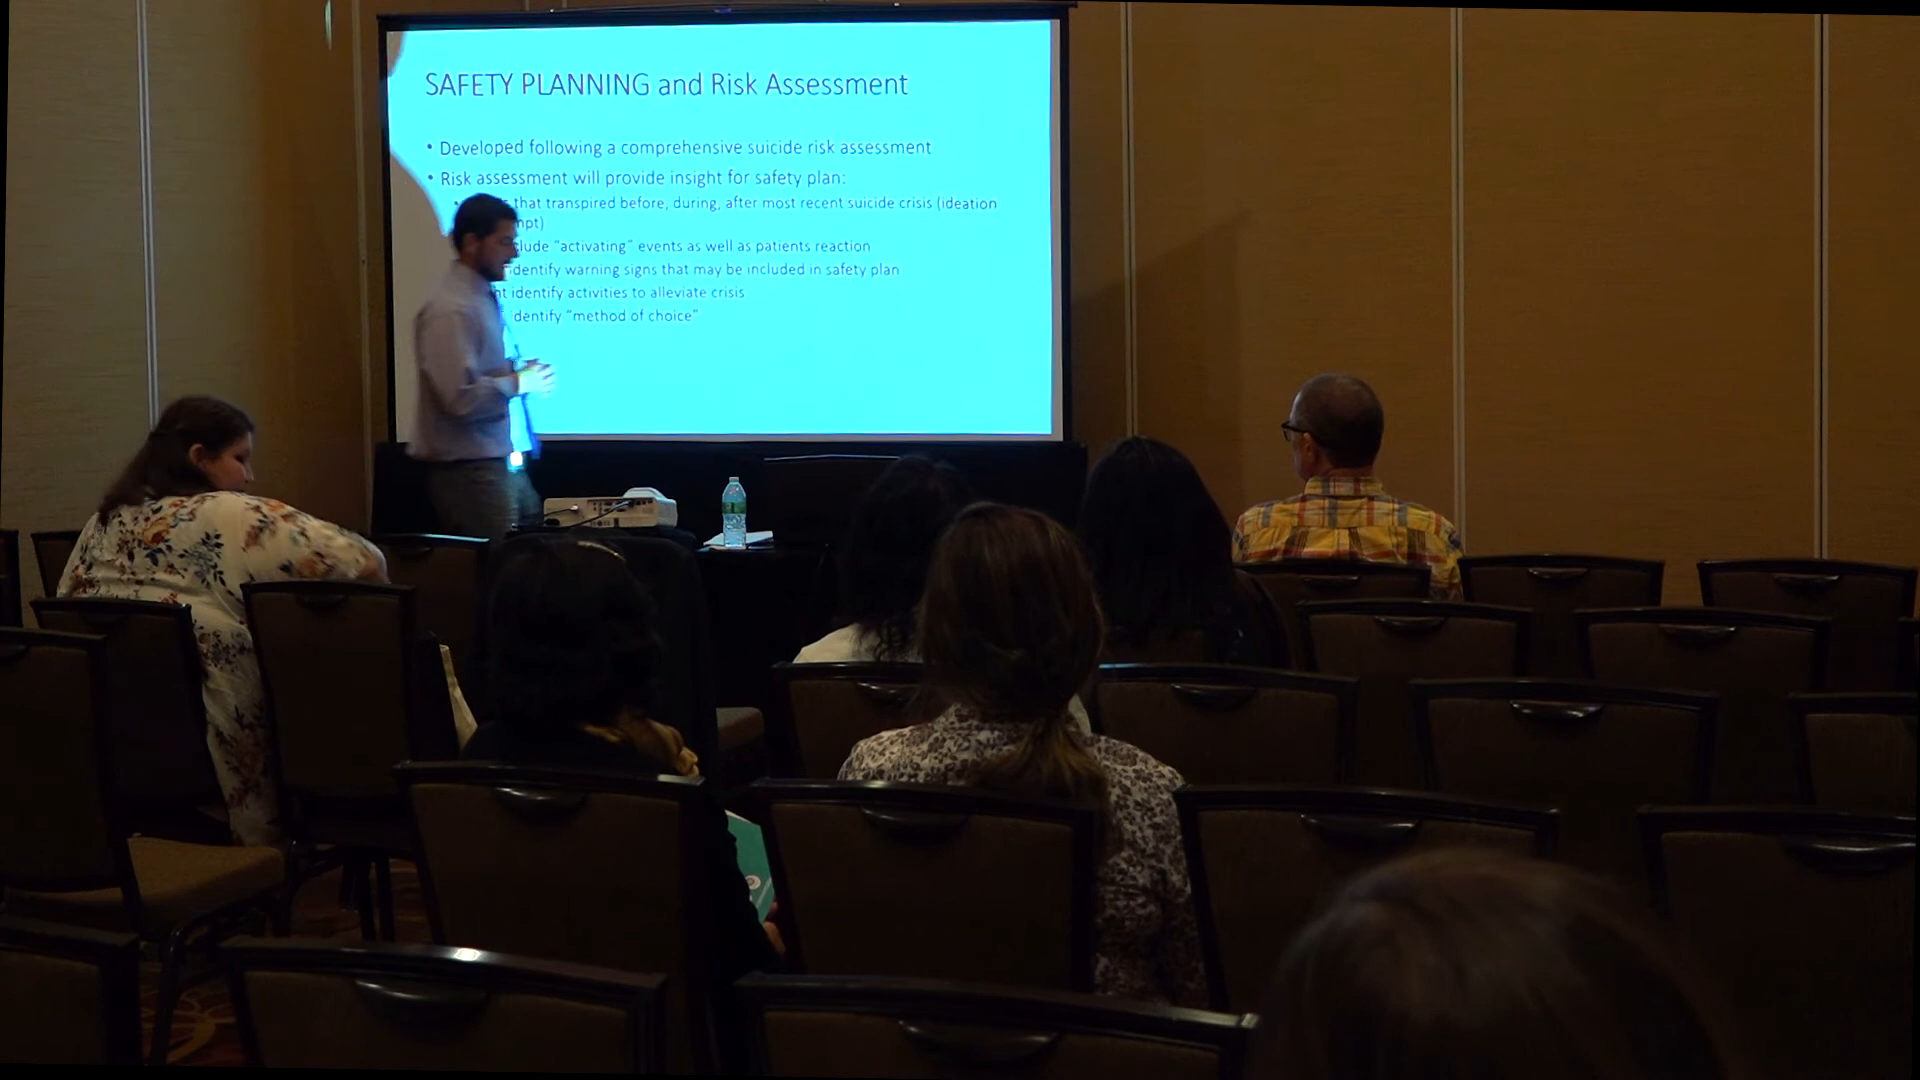 SAFETY PLANNING and Risk Assessment
• Developed following a comprehensive suicide risk assessment
• Risk assessment will provide insight for safety plan:
that transpired before, during, after most recent suicide crisis (ideation
"activating" events as well as patients reaction
identify warning signs that may be included in safety plan
identify activities to alleviate crisis
identify "method of choice"